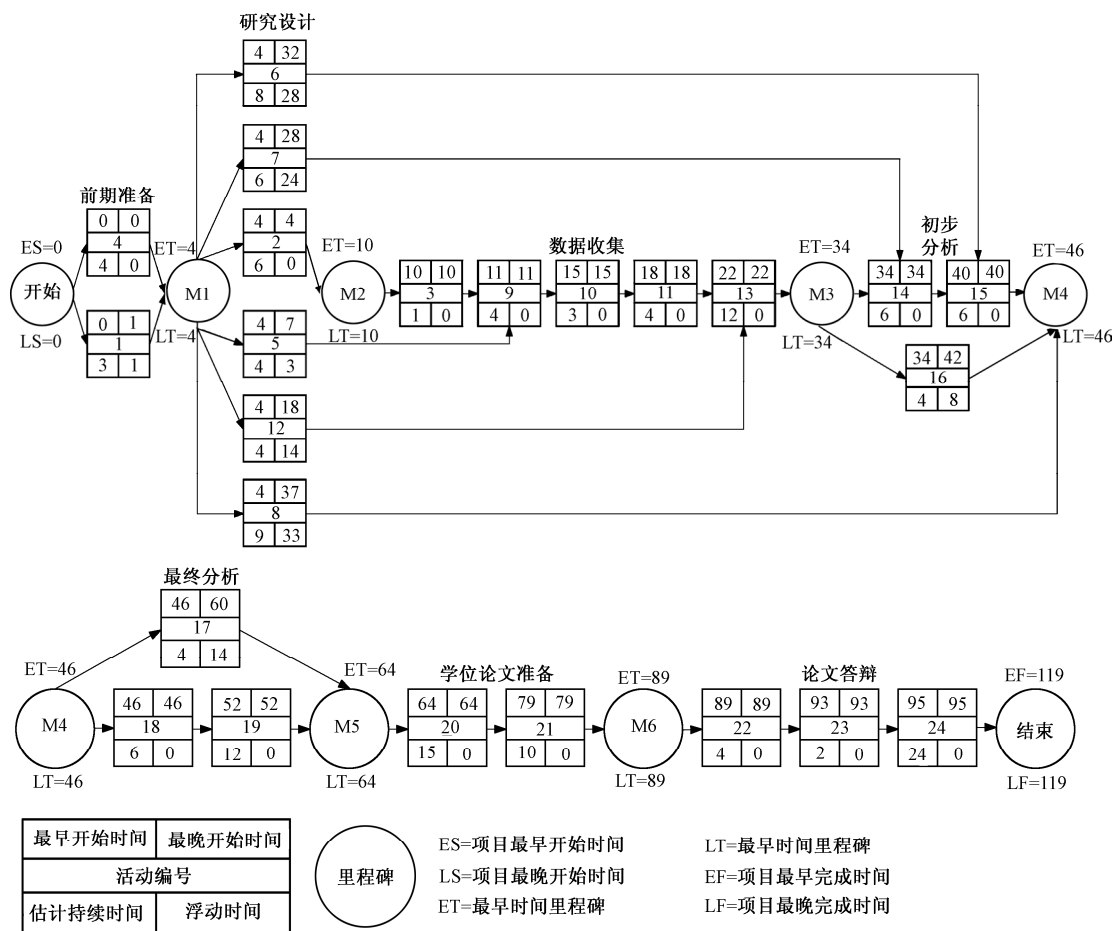 研究设计
4 32
6
8 28
4 28
7
6 24
前期准备
0 0
4
4 0
ES=0
开始
LS=0
0 1
1
3 1
ET=4
M1
LT=4
4 4
2
6 0
ET=10
M2
LT=10
4 7
5
4 3
4 18
12
4 14
4 37
8
9 33
数据收集
10 10
3
1 0
11 11
9
4 0
15 15
10
3 0
18 18
11
4 0
22 22
13
12 0
ET=34
M3
LT=34
初步
分析
34 34
14
6 0
40 40
15
6 0
34 42
16
4 8
ET=46
M4
LT=46
最终分析
46 60
17
4 14
ET=46
M4
LT=46
46 46
18
6 0
52 52
19
12 0
ET=64
M5
LT=64
学位论文准备
64 64
20
15 0
79 79
21
10 0
ET=89
M6
LT=89
论文答辩
89 89
22
4 0
93 93
23
2 0
95 95
24
24 0
EF=119
结束
LF=119
最早开始时间 最晚开始时间
活动编号
估计持续时间 浮动时间
里程碑
ES=项目最早开始时间
LS=项目最晚开始时间
ET=最早时间里程碑
LT=最早时间里程碑
EF=项目最早完成时间
LF=项目最晚完成时间